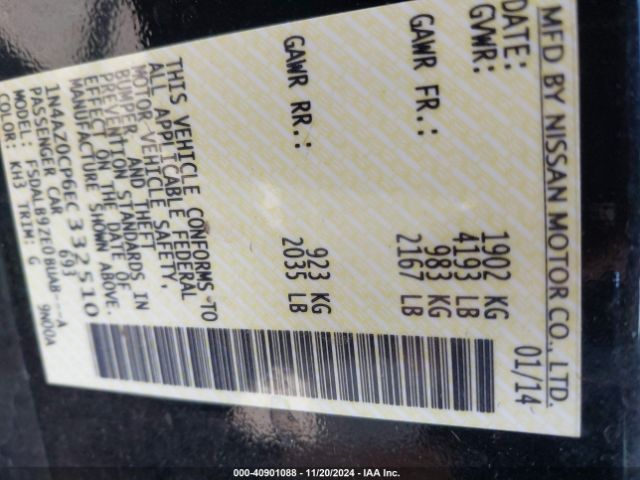 MFD BY NISSAN MOTOR CO., LTD.
DATE: 01/14
GVWR: 1902 KG
4193 LB
GAWR FR.: 983 KG
2167 LB
GAWR RR.: 923 KG
2035 LB
THIS VEHICLE CONFORMS TO
ALL APPLICABLE FEDERAL
MOTOR VEHICLE SAFETY,
BUMPER, AND THEFT
PREVENTION STANDARDS IN
EFFECT ON THE DATE OF
MANUFACTURE SHOWN ABOVE.
1N4AZ0CP6EC332510
PASSENGER CAR 693
MODEL: FSDALB9ZE0BUAB---A
COLOR: KH3 TRIM: G 9N00A
000-40901088 - 11/20/2024 - IAA Inc.